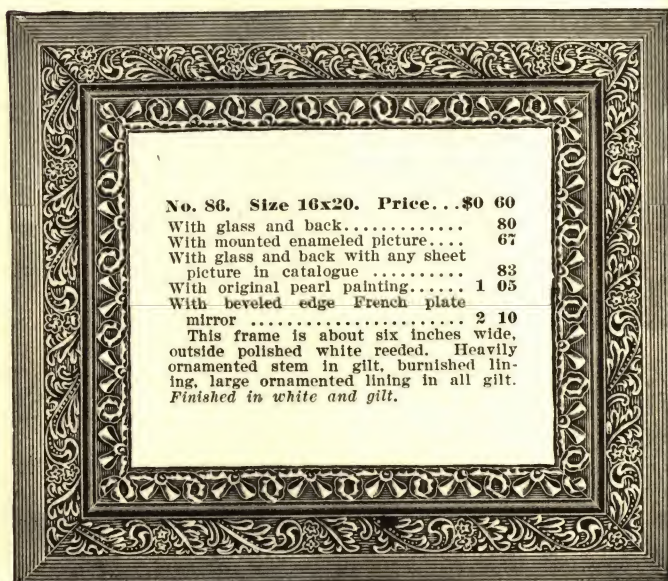 No. 86. Size 16x20. Price...$0 60
With glass and back............. 80
With mounted enameled picture.... 67
With glass and back with any sheet
picture in catalogue .......... 83
With original pearl painting...... 1 05
With beveled edge French plate
mirror ........................ 2 10
This frame is about six inches wide,
outside polished white reeded. Heavily
ornamented stem in gilt, burnished lin-
ing, large ornamented lining in all gilt.
Finished in white and gilt.